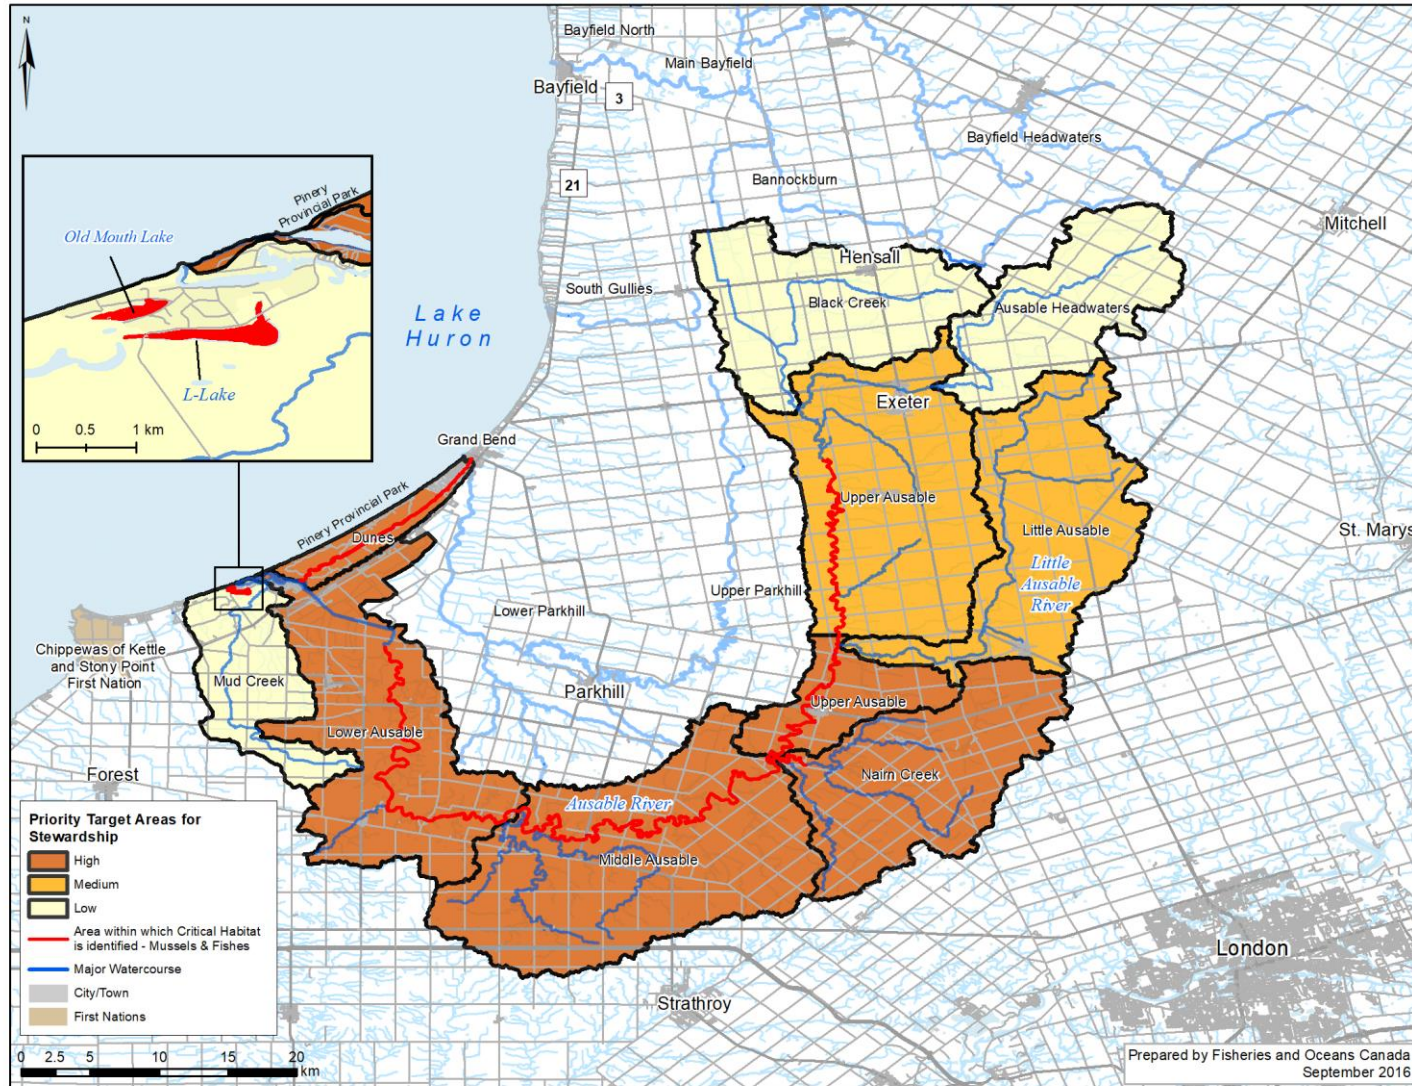 N
Bayfield North
Main Bayfield
Bayfield
3
Bayfield Headwaters
Bannockburn
21
Mitchell
Pinery
Provincial Park
Old Mouth Lake
L-Lake
0 0.5 1 km
Lake
Huron
South Gullies
Hensall
Black Creek
Ausable Headwaters
Exeter
Grand Bend
Upper Ausable
Pinery Provincial Park
Dunes
Little Ausable
St. Marys
Little
Ausable
River
Upper Parkhill
Lower Parkhill
Chippewas of Kettle
and Stony Point
First Nation
Mud Creek
Parkhill
Upper Ausable
Lower Ausable
Forest
Nairn Creek
Ausable River
Middle Ausable
London
Strathroy
Priority Target Areas for
Stewardship
High
Medium
Low
Area within which Critical Habitat
is identified - Mussels & Fishes
Major Watercourse
City/Town
First Nations
0 2.5 5 10 15 20
km
Prepared by Fisheries and Oceans Canada
September 2016